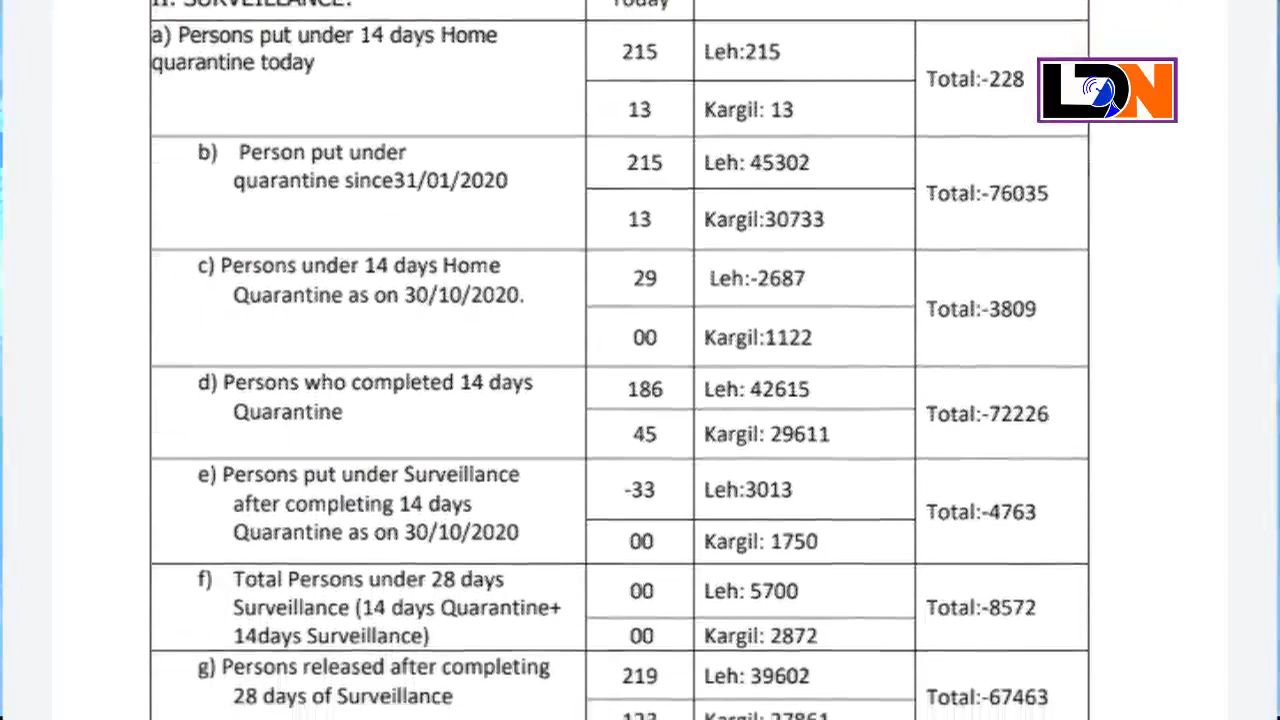 II. SURVEILLANCE:
Today
a) Persons put under 14 days Home
quarantine today
215
Leh:215
13
Kargil: 13
Total:-228
LDN
b) Person put under
quarantine since31/01/2020
215
Leh: 45302
13
Kargil:30733
Total:-76035
c) Persons under 14 days Home
Quarantine as on 30/10/2020.
29
Leh:-2687
00
Kargil:1122
Total:-3809
d) Persons who completed 14 days
Quarantine
186
Leh: 42615
45
Kargil: 29611
Total:-72226
e) Persons put under Surveillance
after completing 14 days
Quarantine as on 30/10/2020
-33
Leh:3013
00
Kargil: 1750
Total:-4763
f) Total Persons under 28 days
Surveillance (14 days Quarantine+
14days Surveillance)
00
Leh: 5700
00
Kargil: 2872
Total:-8572
g) Persons released after completing
28 days of Surveillance
219
Leh: 39602
123
Kargil: 27861
Total:-67463